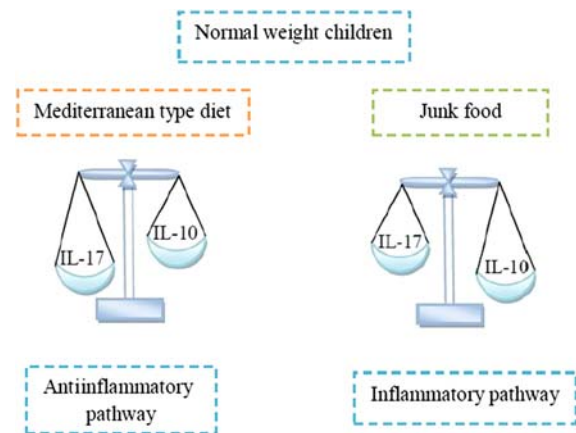 Normal weight children
Mediterranean type diet
Junk food
IL-17
IL-10
IL-17
IL-10
Antiinflammatory
pathway
Inflammatory pathway